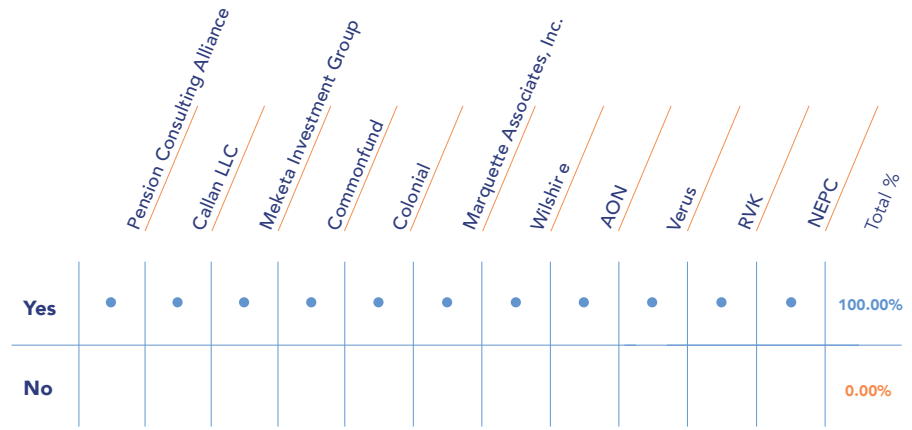 Pension Consulting Alliance
Callan LLC
Meketa Investment Group
Commonfund
Colonial
Marquette Associates, Inc.
Wilshire
AON
Verus
RVK
NEPC
Total %
Yes 100.00%
No 0.00%